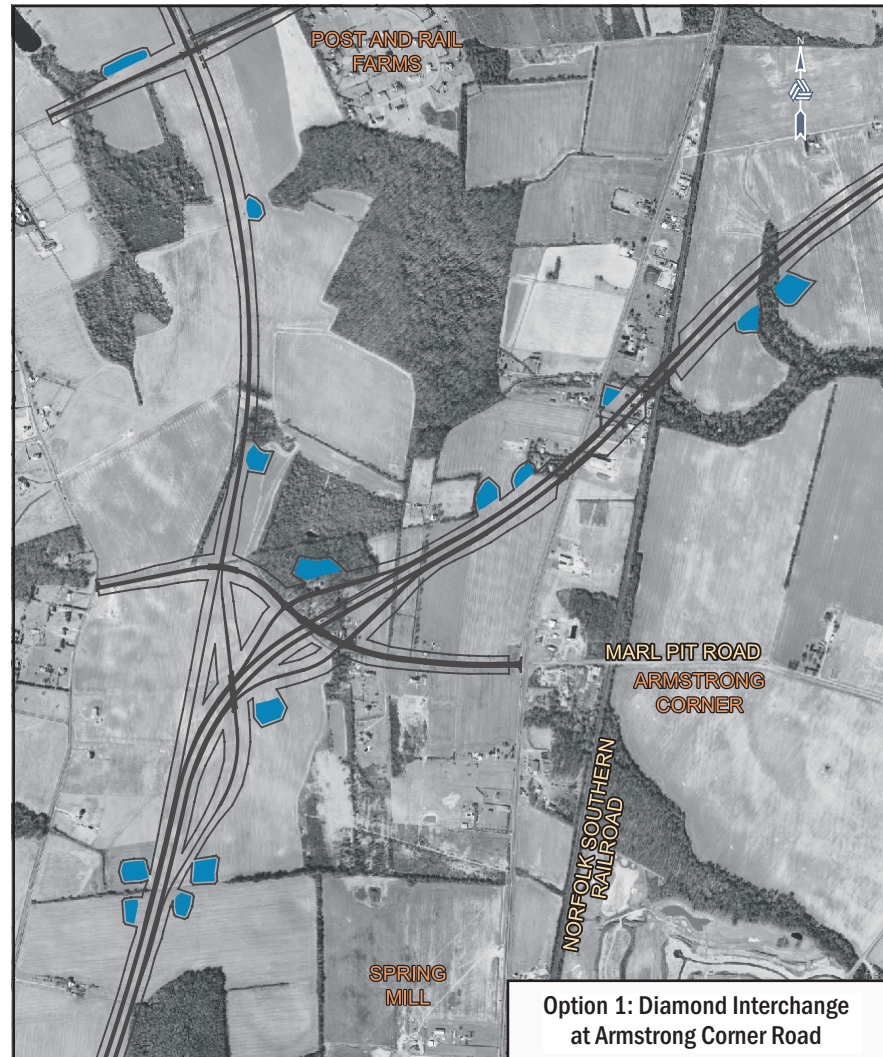 POST AND RAIL
FARMS
N
MARL PIT ROAD
ARMSTRONG
CORNER
NORFOLK SOUTHERN
RAILROAD
SPRING
MILL
Option 1: Diamond Interchange
at Armstrong Corner Road